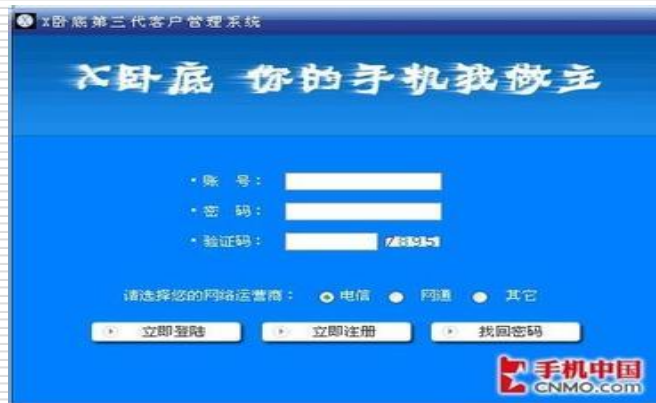 X卧底第三代客户管理系统
X卧底 你的手机我做主
·账 号：
·密 码：
·验证码： 7895
请选择您的网络运营商： 电信 网通 其它
立即登陆 立即注册 找回密码
手机中国
CNMO.com